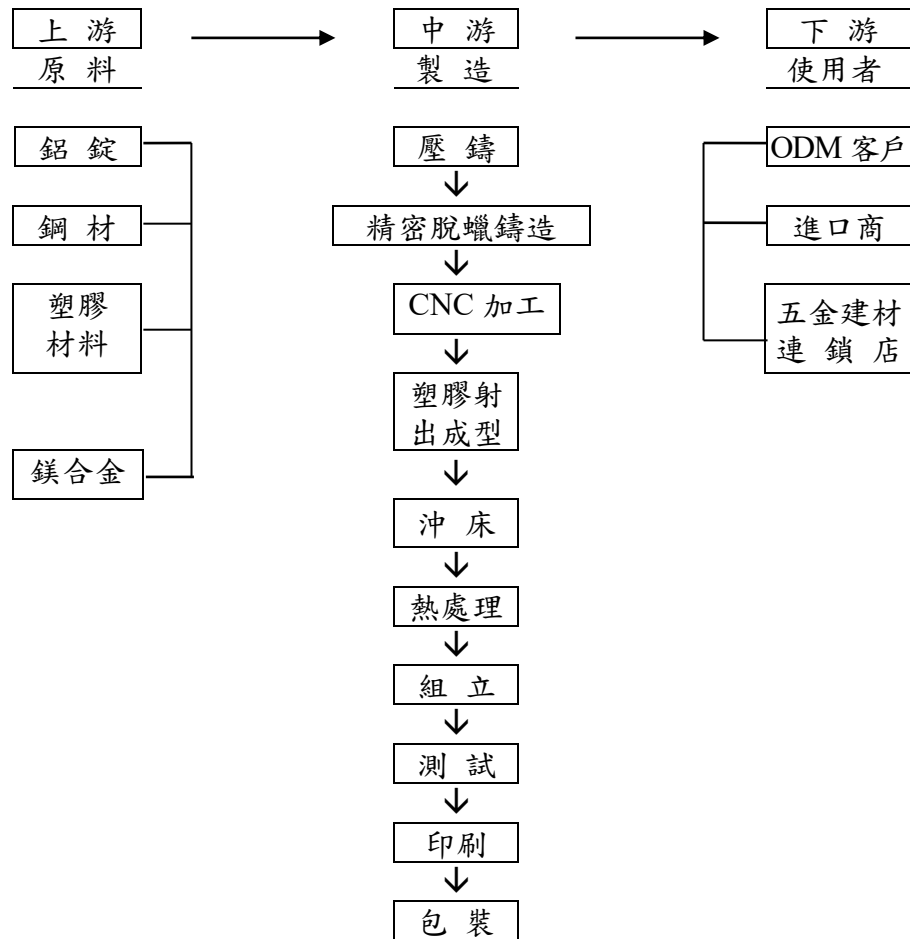 上游
中游
下游
原料
製造
使用者
鋁錠
鋼材
塑膠
材料
鎂合金
壓鑄
精密脫蠟鑄造
CNC 加工
塑膠射
出成型
沖床
熱處理
組立
測試
印刷
包裝
ODM 客戶
進口商
五金建材
連鎖店